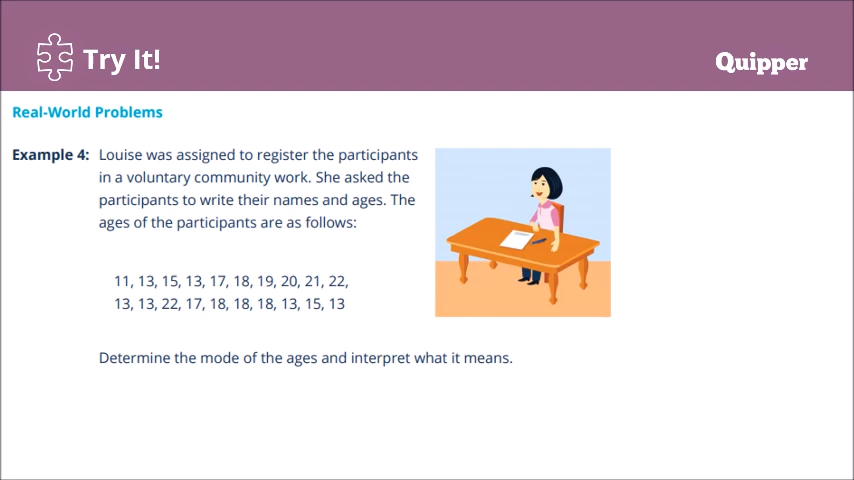 Try It!
Quipper
Real-World Problems
Example 4: Louise was assigned to register the participants
in a voluntary community work. She asked the
participants to write their names and ages. The
ages of the participants are as follows:
11, 13, 15, 13, 17, 18, 19, 20, 21, 22,
13, 13, 22, 17, 18, 18, 18, 13, 15, 13
Determine the mode of the ages and interpret what it means.